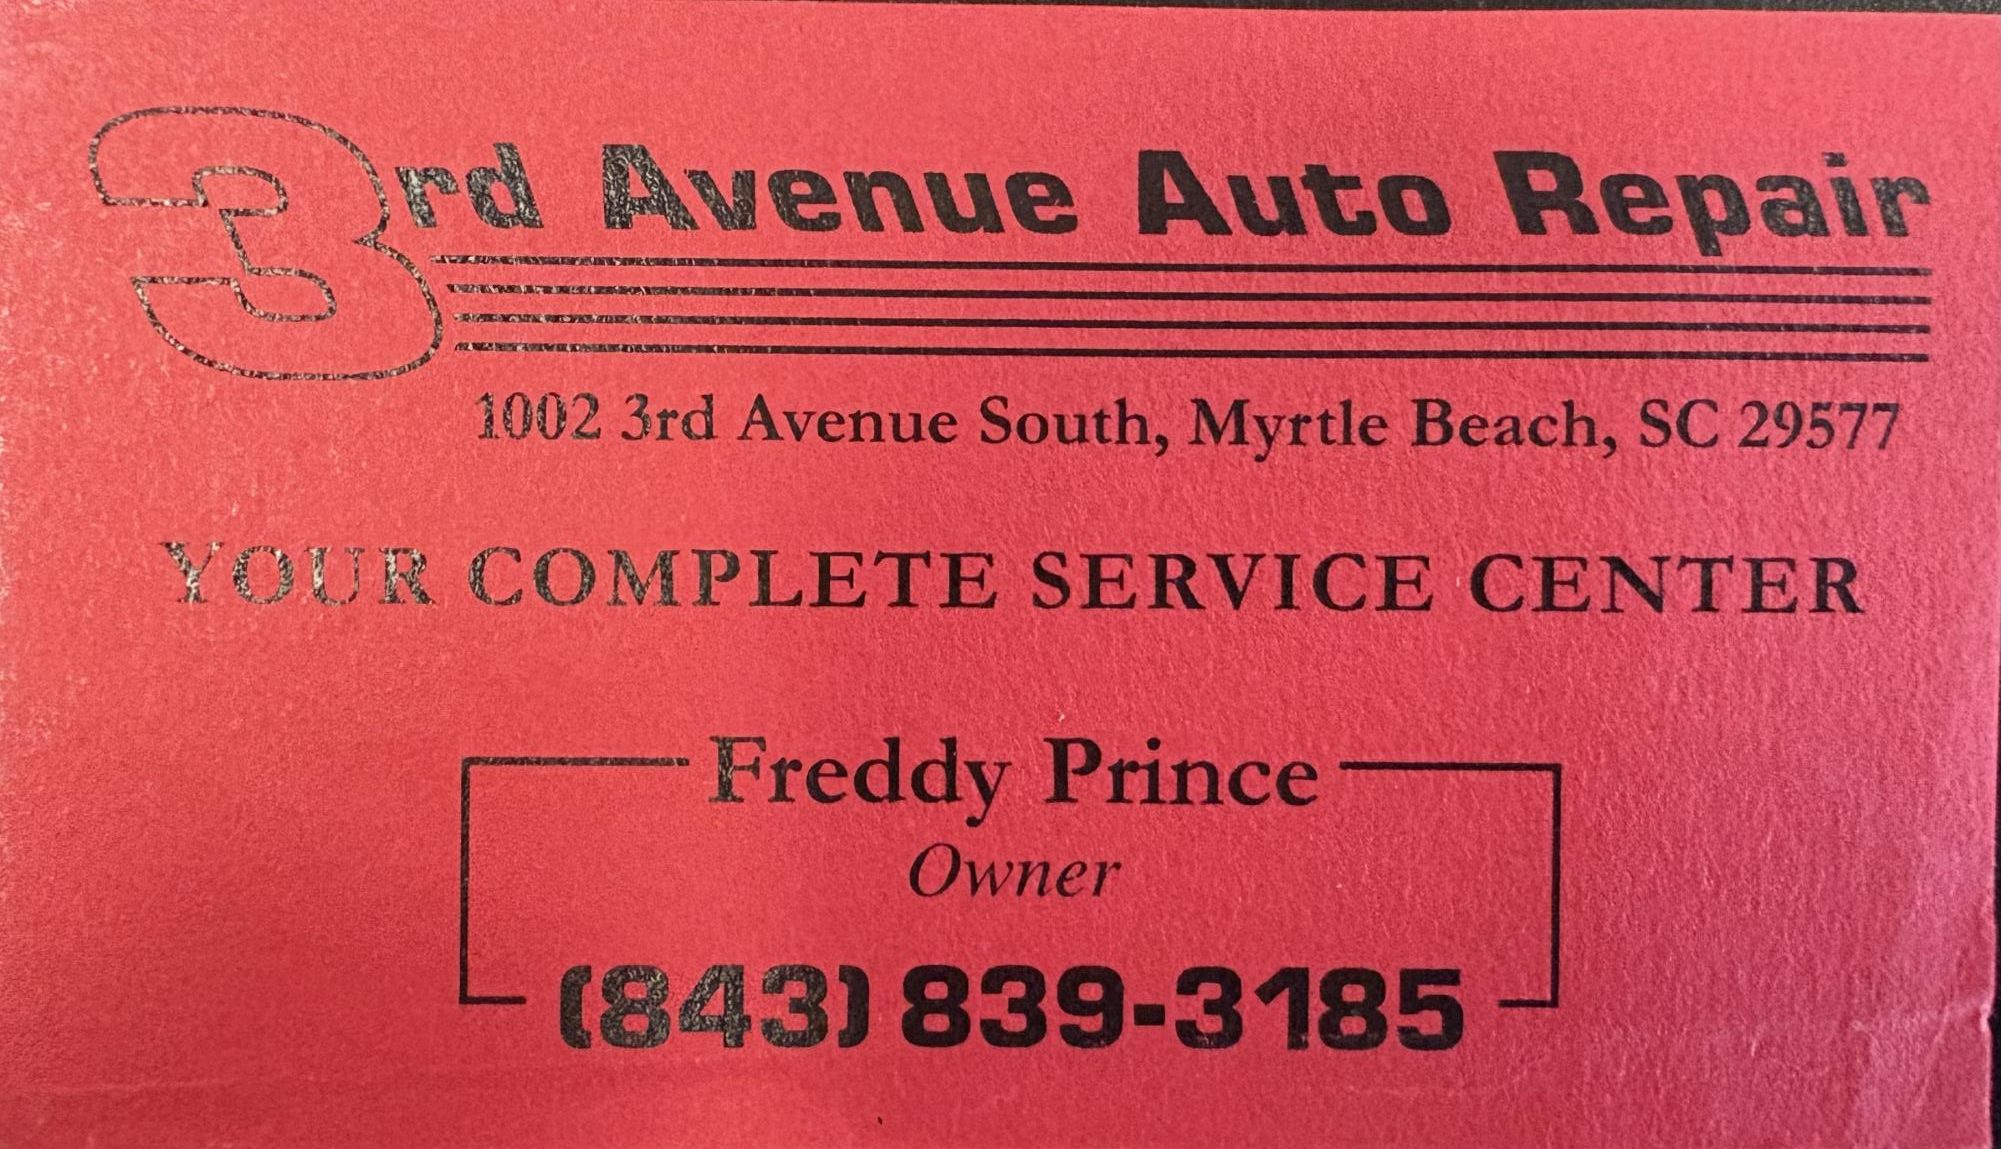 3rd Avenue Auto Repair
1002 3rd Avenue South, Myrtle Beach, SC 29577
YOUR COMPLETE SERVICE CENTER
Freddy Prince
Owner
(843) 839-3185